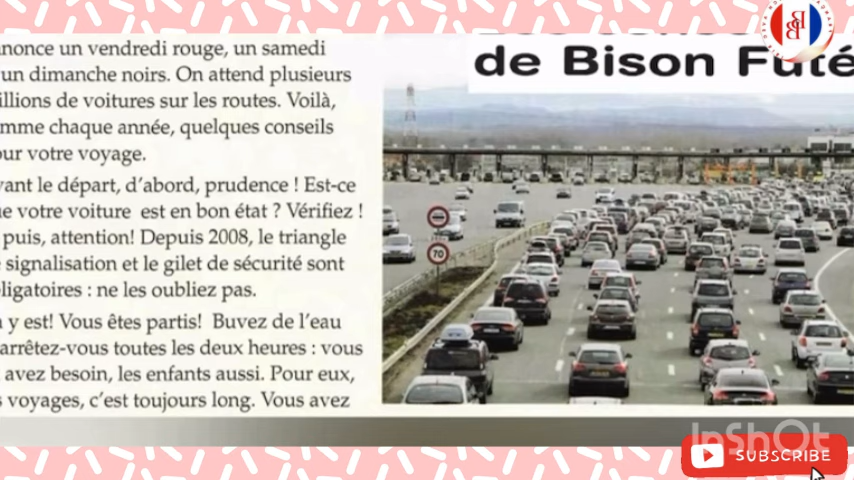 nonce un vendredi rouge, un samedi
un dimanche noirs. On attend plusieurs
illions de voitures sur les routes. Voilà,
mme chaque année, quelques conseils
ur votre voyage.
vant le départ, d'abord, prudence ! Est-ce
e votre voiture est en bon état ? Vérifiez !
puis, attention! Depuis 2008, le triangle
signalisation et le gilet de sécurité sont
ligatoires : ne les oubliez pas.
y est! Vous êtes partis! Buvez de l'eau
arrêtez-vous toutes les deux heures : vous
avez besoin, les enfants aussi. Pour eux,
s voyages, c'est toujours long. Vous avez
de Bison Futé
70
InShOt
SUBSCRIBE